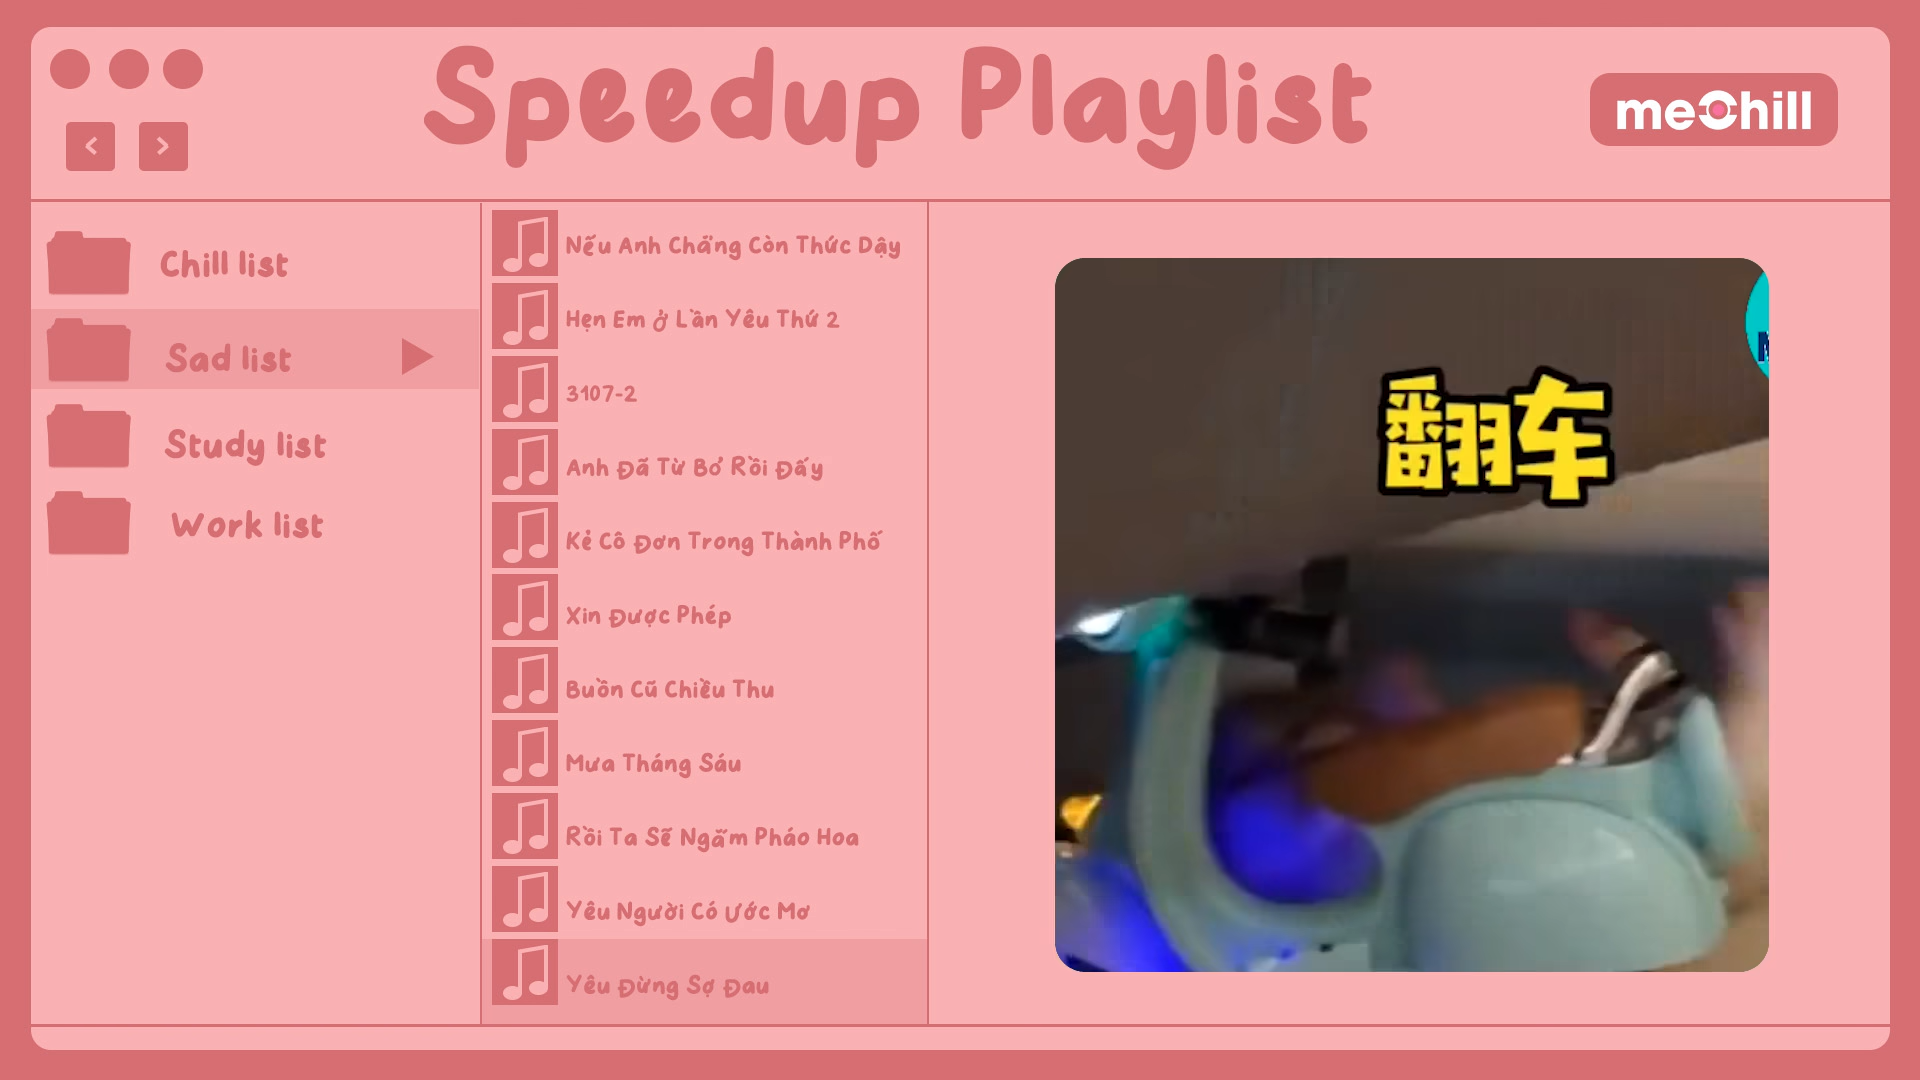 Speedup Playlist
mechill
Chill list
Sad list
Study list
Work list
Nếu Anh Chẳng Còn Thức Dậy
Hẹn Em ở Lần Yêu Thứ 2
3107-2
Anh Đã Từ Bỏ Rồi Đấy
Kẻ Cô Đơn Trong Thành Phố
Xin Được Phép
Buồn Cũ Chiều Thu
Mưa Tháng Sáu
Rồi Ta Sẽ Ngắm Pháo Hoa
Yêu Người Có Ước Mơ
Yêu Đừng Sợ Đau
翻车